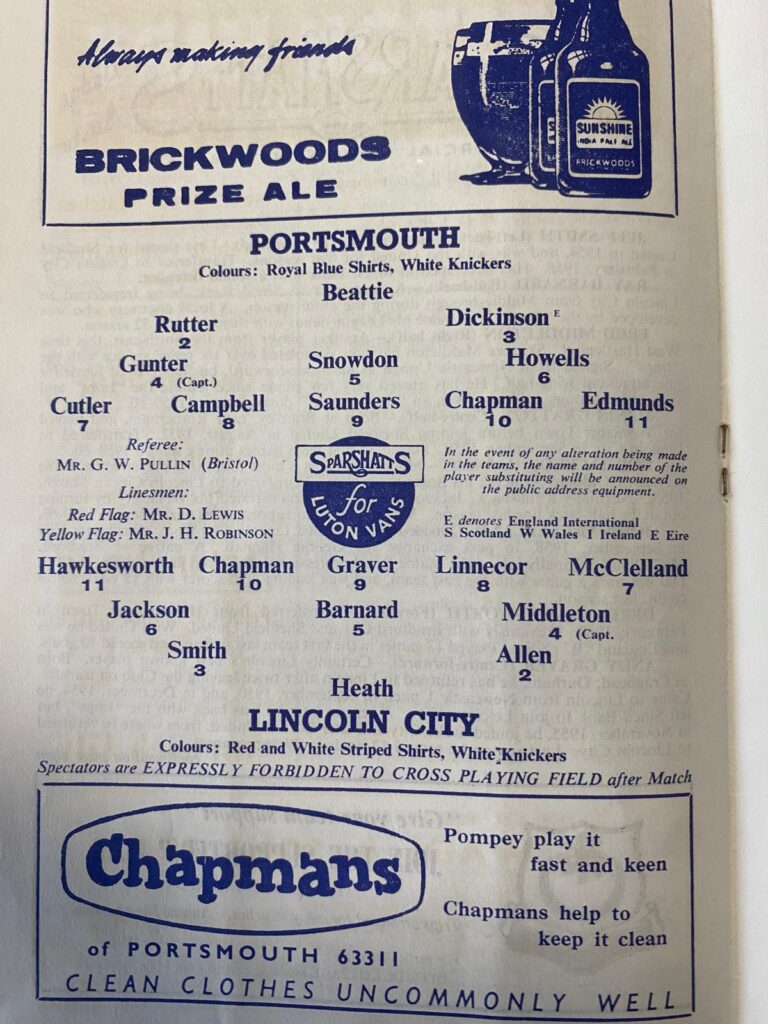 Always making friends
BRICKWOODS
PRIZE ALE
SUNSHINE
INDIA PALE ALE
BRICKWOODS
PORTSMOUTH
Colours: Royal Blue Shirts, White Knickers
Beattie
Rutter Dickinson E
2 3
Gunter Snowdon Howells
4 (Capt.) 5 6
Cutler Campbell Saunders Chapman Edmunds
7 8 9 10 11
Referee:
MR. G. W. PULLIN (Bristol)
Linesmen:
Red Flag: MR. D. LEWIS
Yellow Flag: MR. J. H. ROBINSON
SPARSHATTS
for
LUTON VANS
In the event of any alteration being made
in the teams, the name and number of the
player substituting will be announced on
the public address equipment.
E denotes England International
S Scotland W Wales I Ireland E Eire
Hawkesworth Chapman Graver Linnecor McClelland
11 10 9 8 7
Jackson Barnard Middleton
6 5 4 (Capt.
Smith Allen
3 2
Heath
LINCOLN CITY
Colours: Red and White Striped Shirts, White Knickers
Spectators are EXPRESSLY FORBIDDEN TO CROSS PLAYING FIELD after Match
Chapmans
of PORTSMOUTH 63311
Pompey play it
fast and keen
Chapmans help to
keep it clean
CLEAN CLOTHES UNCOMMONLY WELL